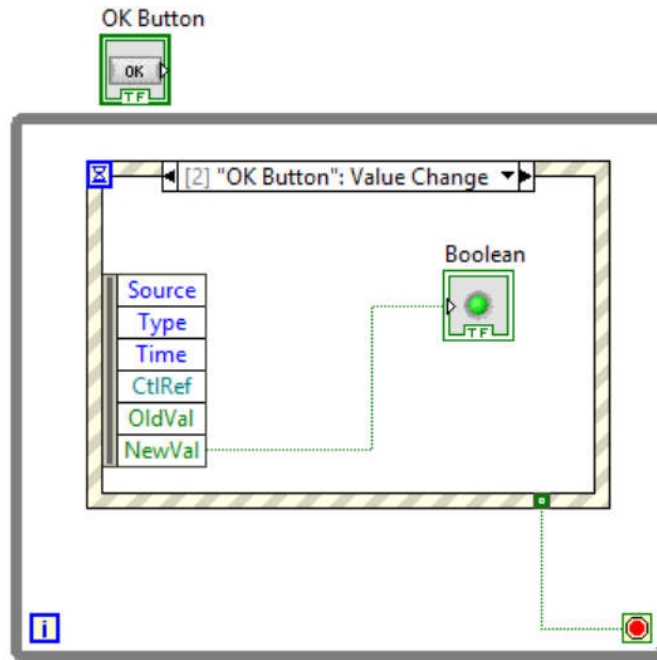 OK Button
OK
TF
[2] "OK Button": Value Change
Boolean
Source
Type
Time
CtlRef
OldVal
NewVal
TF
i